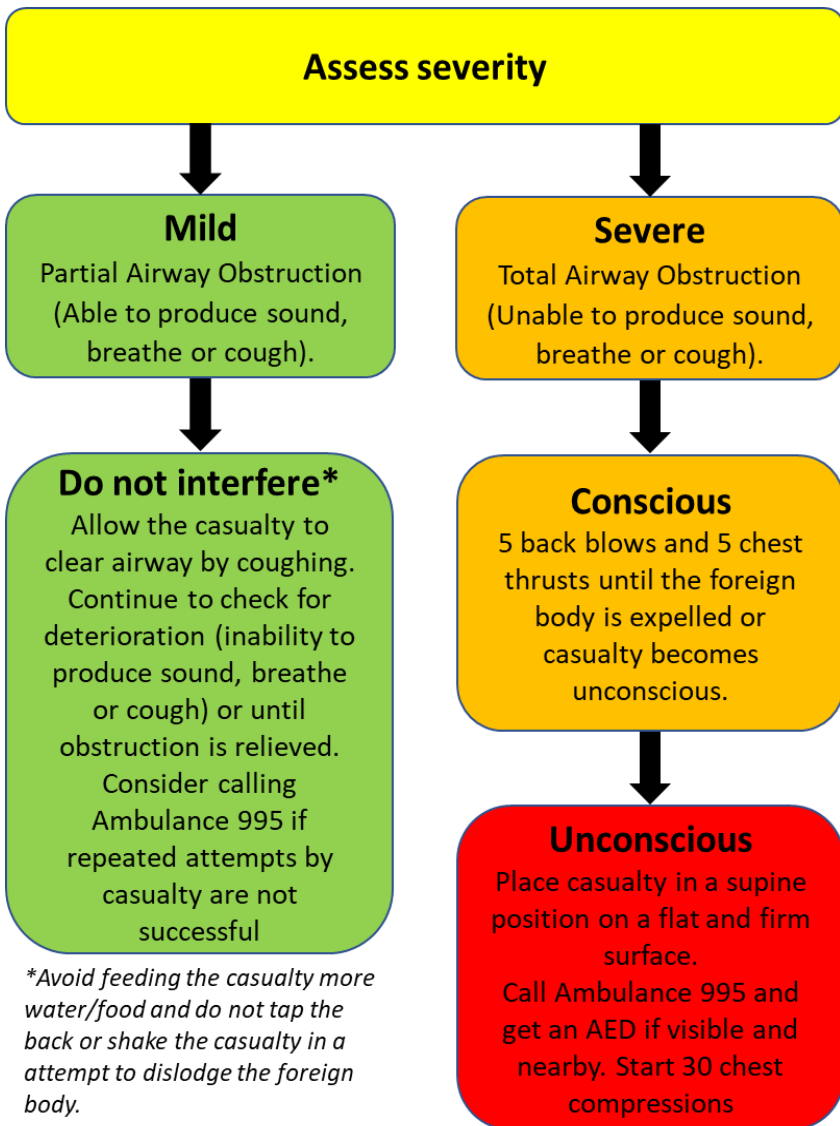 Assess severity
Mild
Partial Airway Obstruction
(Able to produce sound,
breathe or cough).
Do not interfere*
Allow the casualty to
clear airway by coughing.
Continue to check for
deterioration (inability to
produce sound, breathe
or cough) or until
obstruction is relieved.
Consider calling
Ambulance 995 if
repeated attempts by
casualty are not
successful
*Avoid feeding the casualty more
water/food and do not tap the
back or shake the casualty in a
attempt to dislodge the foreign
body.
Severe
Total Airway Obstruction
(Unable to produce sound,
breathe or cough).
Conscious
5 back blows and 5 chest
thrusts until the foreign
body is expelled or
casualty becomes
unconscious.
Unconscious
Place casualty in a supine
position on a flat and firm
surface.
Call Ambulance 995 and
get an AED if visible and
nearby. Start 30 chest
compressions